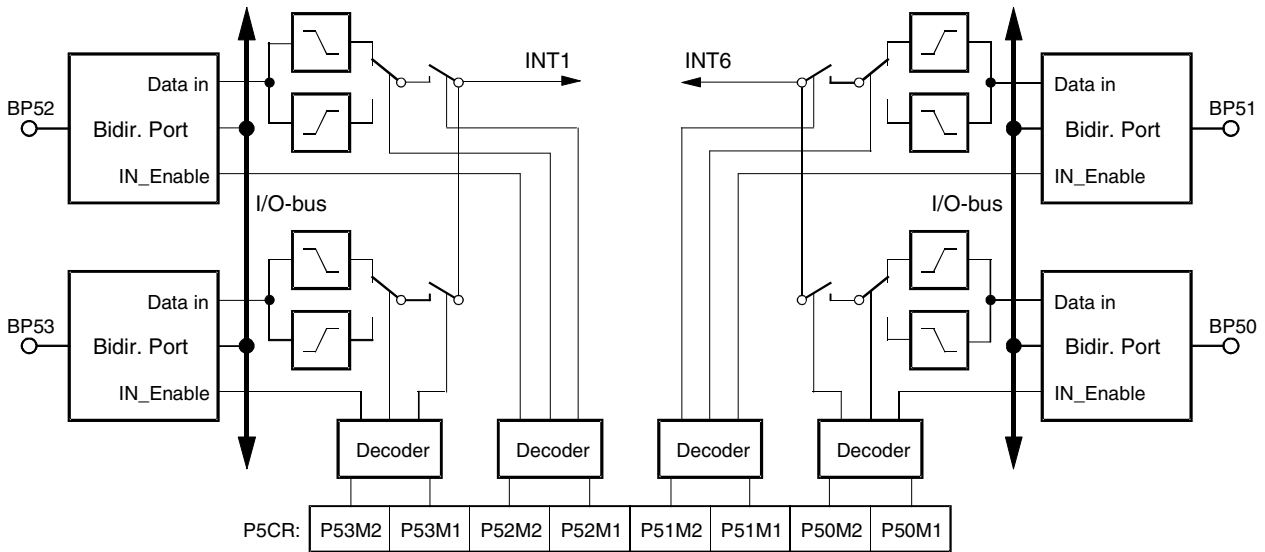 INT1
INT6
Data in
BP52
Bidir. Port
IN_Enable
Data in
BP51
Bidir. Port
IN_Enable
I/O-bus
I/O-bus
Data in
BP53
Bidir. Port
IN_Enable
Data in
BP50
Bidir. Port
IN_Enable
Decoder
Decoder
Decoder
Decoder
P5CR: P53M2 P53M1 P52M2 P52M1 P51M2 P51M1 P50M2 P50M1